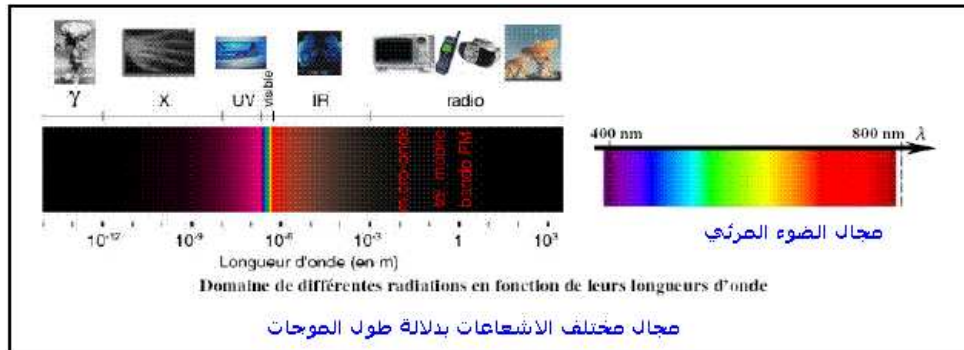 γ X UV visible IR radio
400 nm 800 nm λ
micro-onde
tél. mobile
bande FM
مجال الضوء المرئي
10⁻¹² 10⁻⁹ 10⁻⁶ 10⁻³ 1 10³
Longueur d'onde (en m)
Domaine de différentes radiations en fonction de leurs longueurs d'onde
مجال مختلف الاشعاعات بدلالة طول الموجات